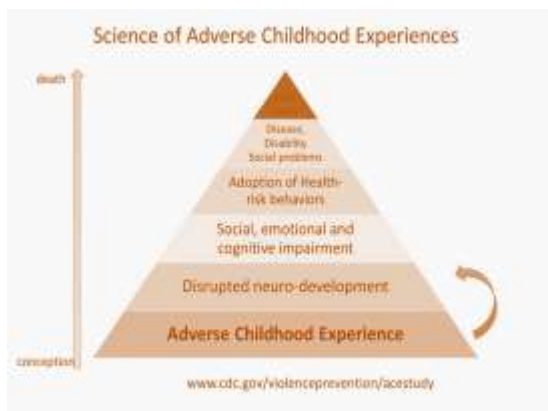 Science of Adverse Childhood Experiences
death
Disease,
Disability
Social problems
Adoption of Health-
risk behaviors
Social, emotional and
cognitive impairment
Disrupted neuro-development
Adverse Childhood Experience
conception
www.cdc.gov/violenceprevention/acestudy